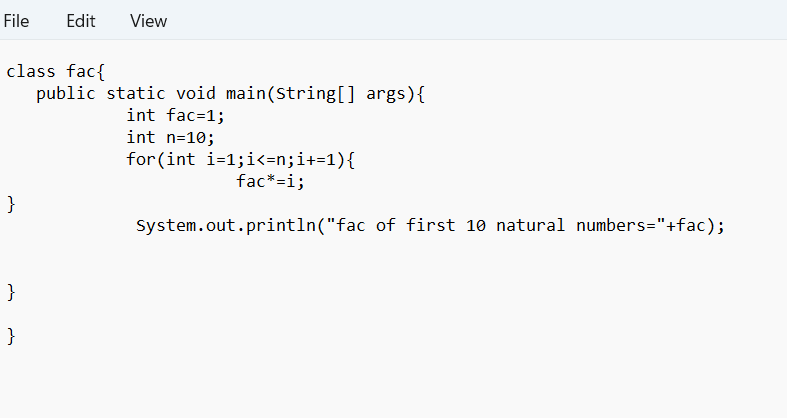 File Edit View
class fac{
public static void main(String[] args){
int fac=1;
int n=10;
for(int i=1;i<=n;i+=1){
fac*=i;
}
System.out.println("fac of first 10 natural numbers="+fac);
}
}